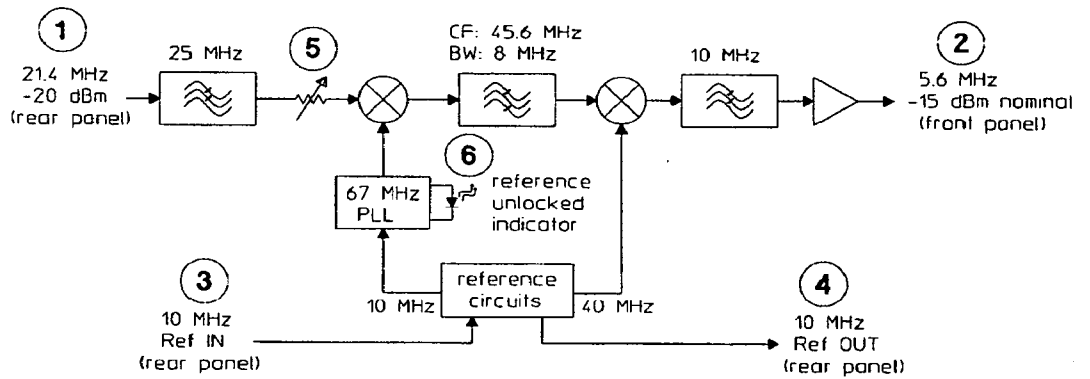 1
21.4 MHz
-20 dBm
(rear panel)
25 MHz
5
CF: 45.6 MHz
BW: 8 MHz
10 MHz
2
5.6 MHz
-15 dBm nominal
(front panel)
67 MHz
PLL
6
reference
unlocked
indicator
reference
circuits
10 MHz
40 MHz
3
10 MHz
Ref IN
(rear panel)
4
10 MHz
Ref OUT
(rear panel)